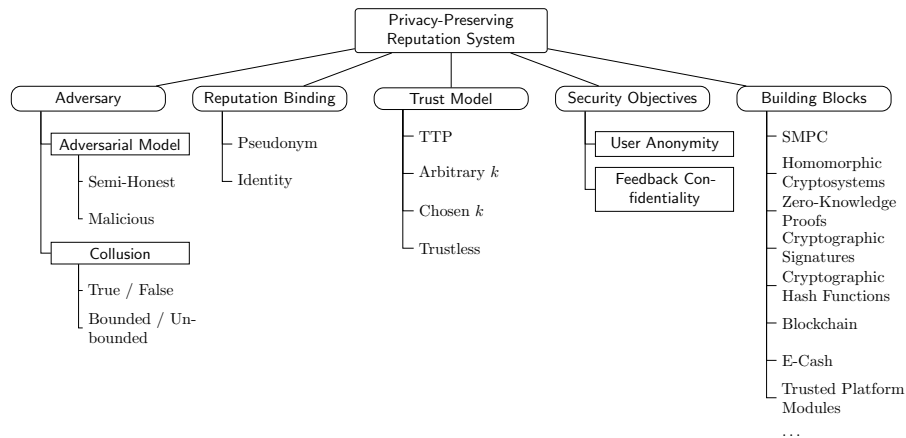 Privacy-Preserving
Reputation System
Adversary
Adversarial Model
Semi-Honest
Malicious
Collusion
True / False
Bounded / Un-
bounded
Reputation Binding
Pseudonym
Identity
Trust Model
TTP
Arbitrary k
Chosen k
Trustless
Security Objectives
User Anonymity
Feedback Con-
fidentiality
Building Blocks
SMPC
Homomorphic
Cryptosystems
Zero-Knowledge
Proofs
Cryptographic
Signatures
Cryptographic
Hash Functions
Blockchain
E-Cash
Trusted Platform
Modules
...